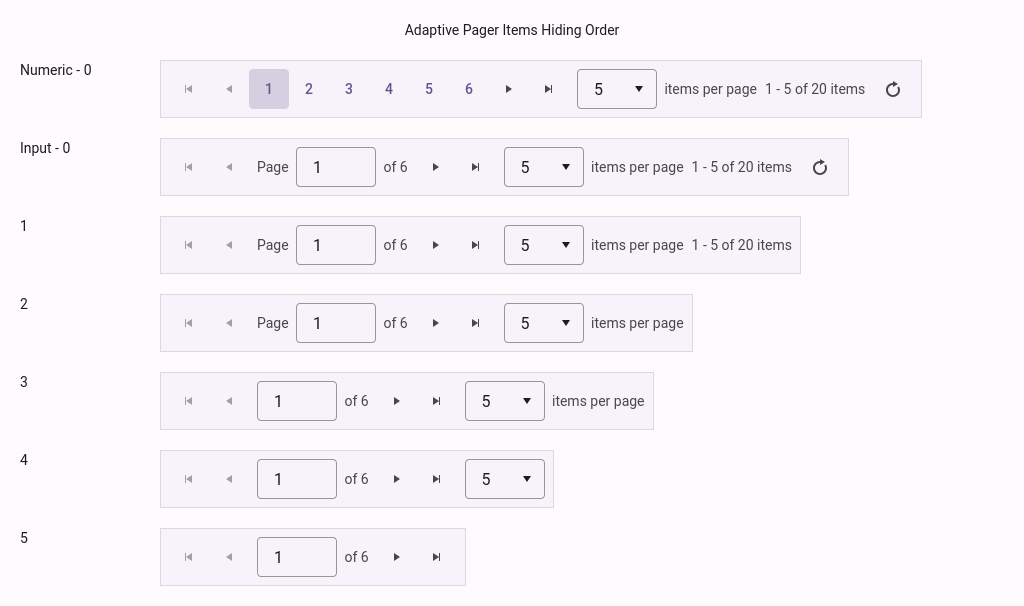 Adaptive Pager Items Hiding Order
Numeric - 0
1 2 3 4 5 6 5 items per page 1 - 5 of 20 items
Input - 0
Page 1 of 6 5 items per page 1 - 5 of 20 items
1
Page 1 of 6 5 items per page 1 - 5 of 20 items
2
Page 1 of 6 5 items per page
3
1 of 6 5 items per page
4
1 of 6 5
5
1 of 6